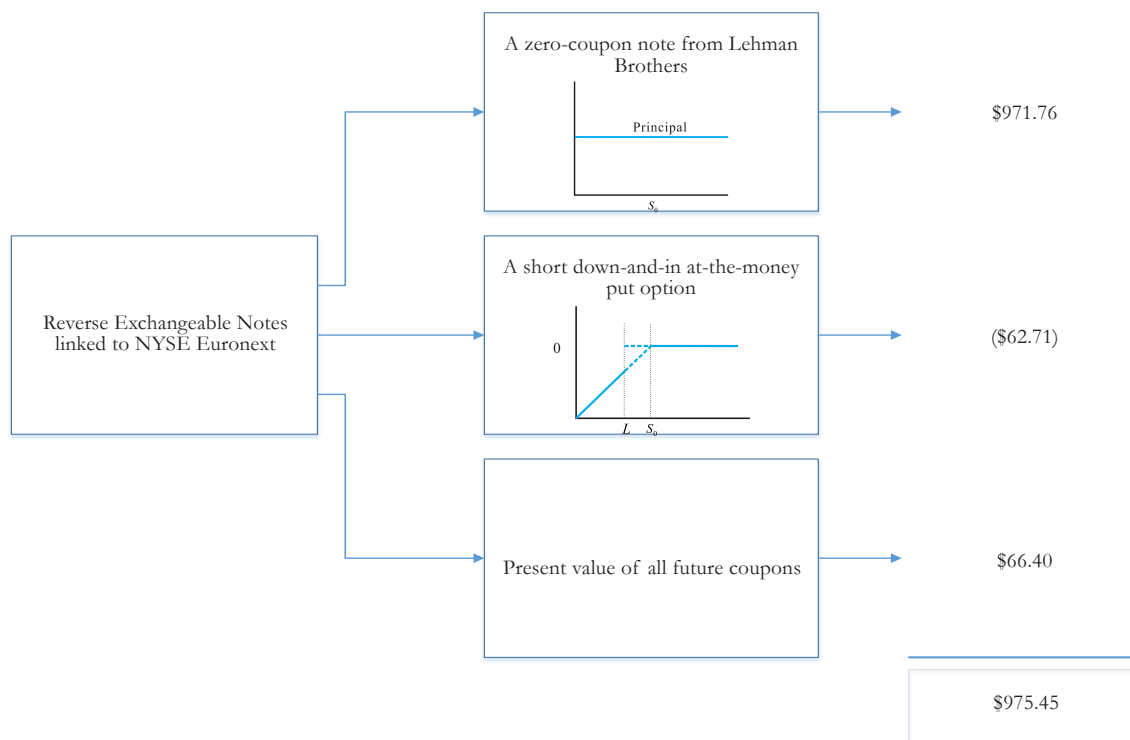 A zero-coupon note from Lehman
Brothers
Principal
S₀
$971.76
Reverse Exchangeable Notes
linked to NYSE Euronext
A short down-and-in at-the-money
put option
0
L S₀
($62.71)
Present value of all future coupons
$66.40
$975.45